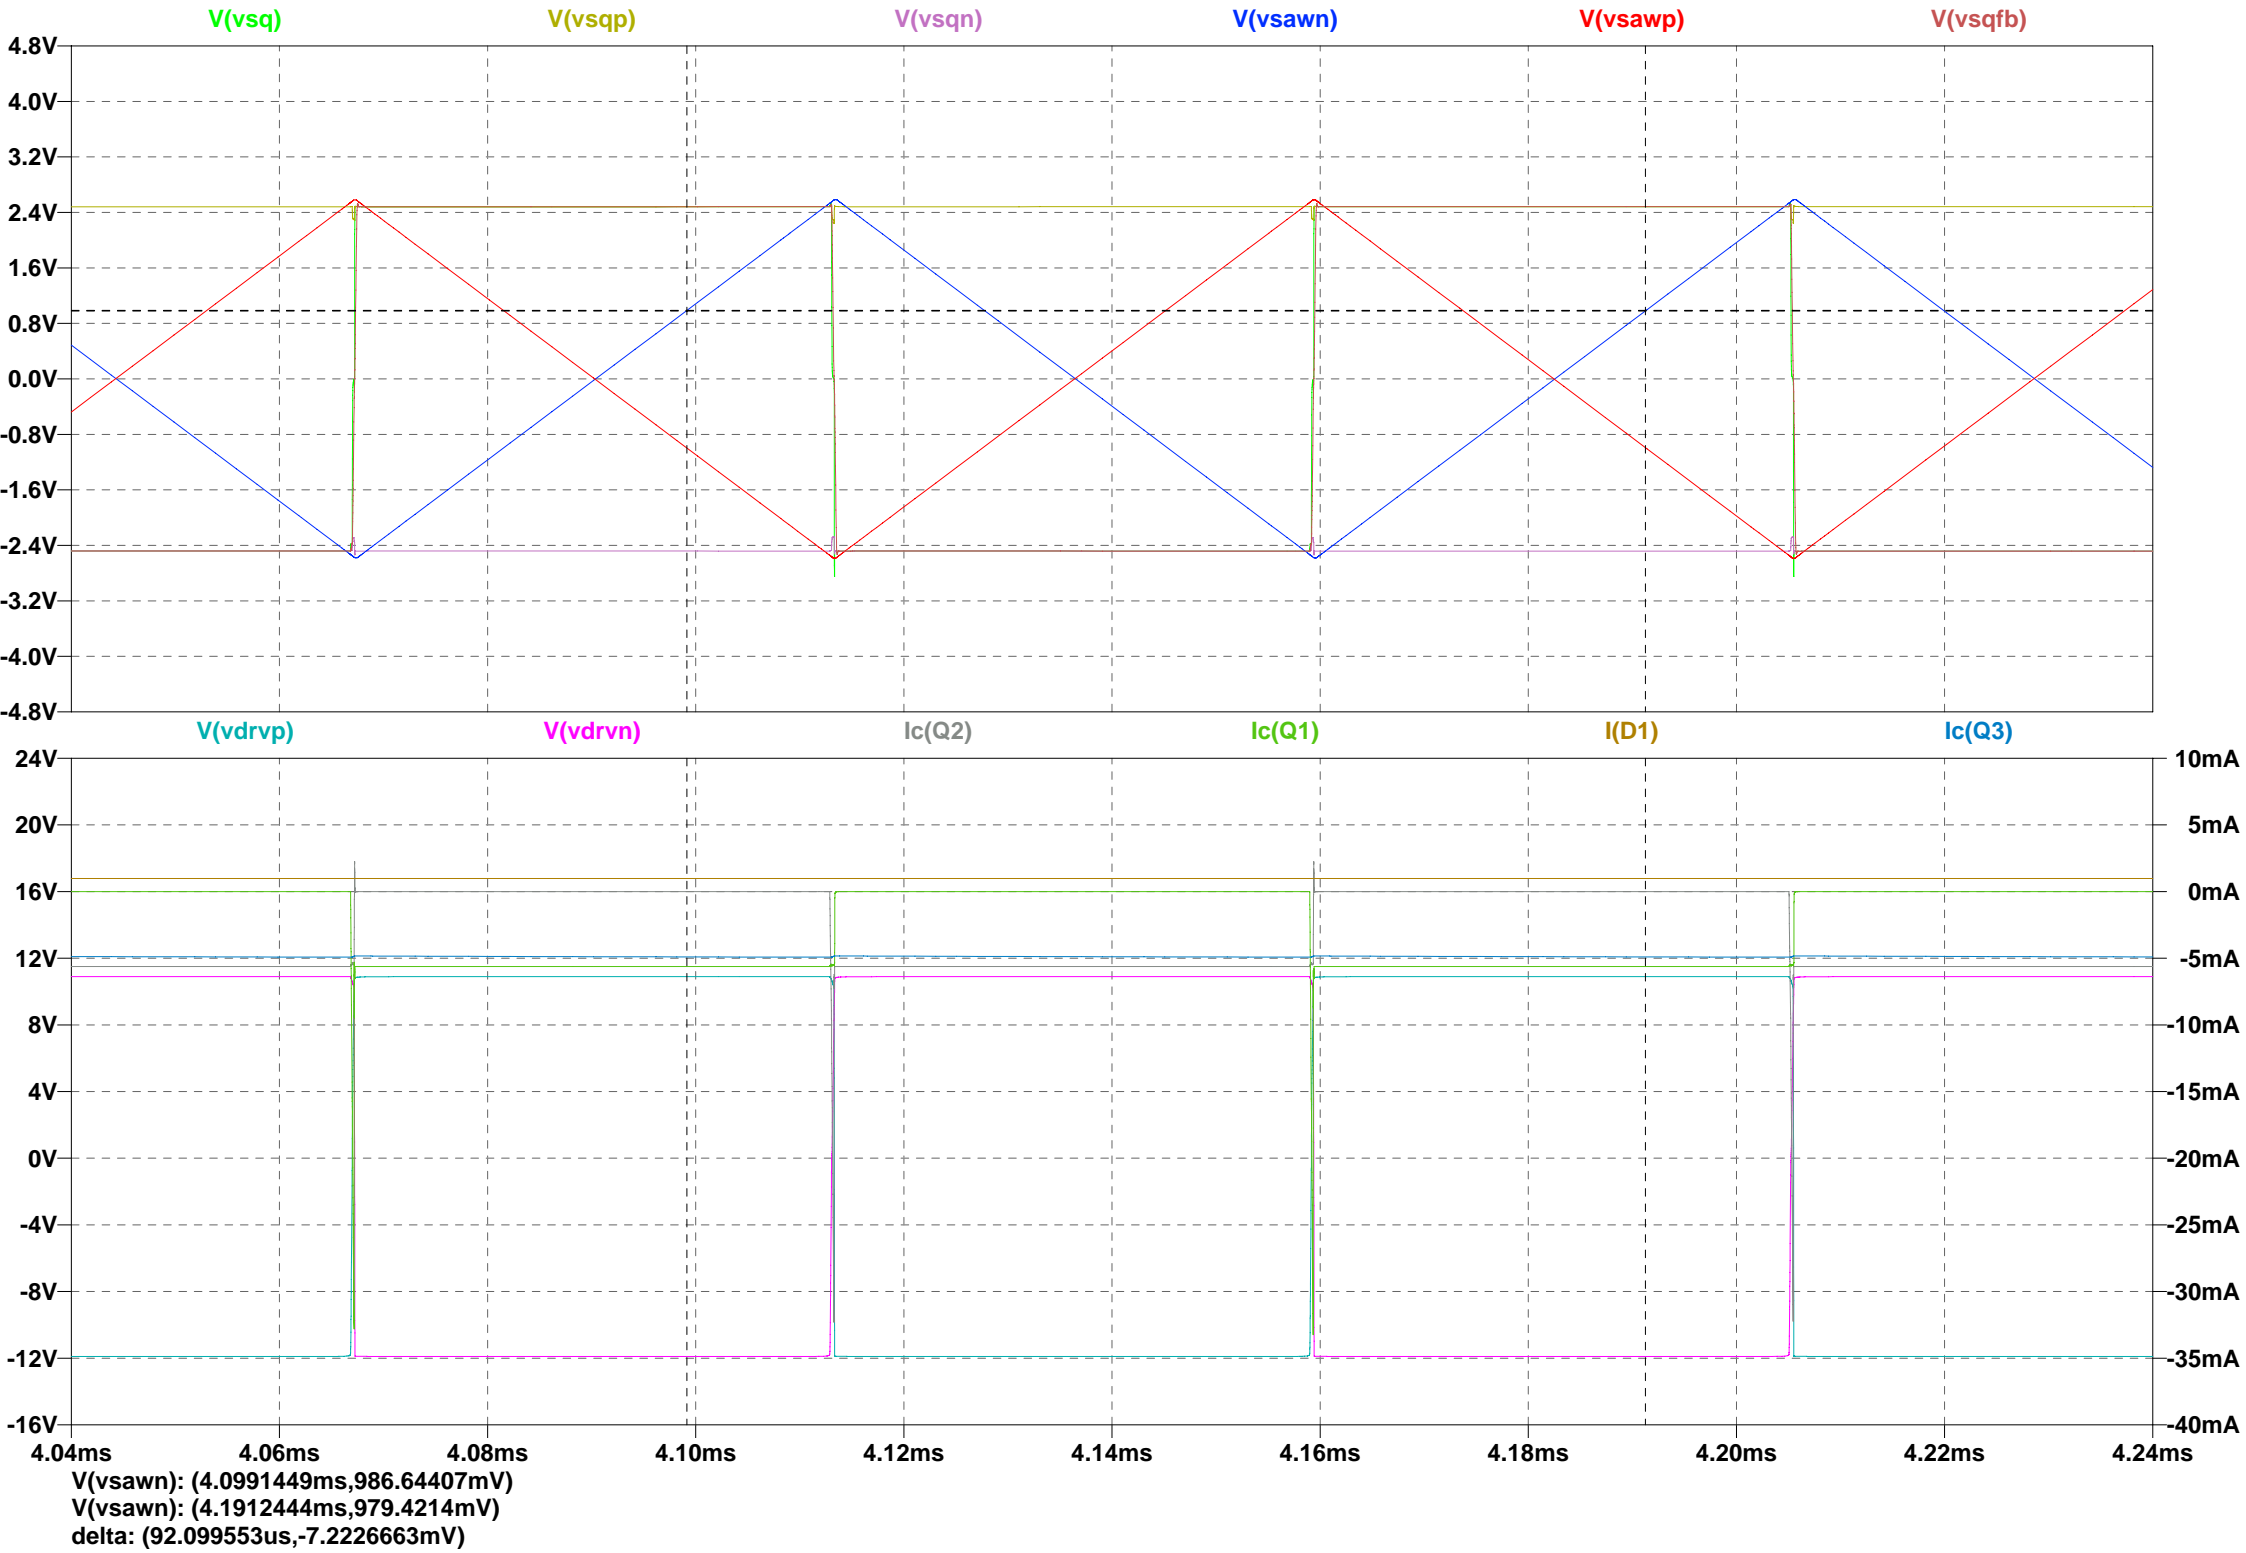 V(vsq) V(vsqp) V(vsqn) V(vsawn) V(vsawp) V(vsqfb)
4.8V
4.0V
3.2V
2.4V
1.6V
0.8V
0.0V
-0.8V
-1.6V
-2.4V
-3.2V
-4.0V
-4.8V
V(vdrvp) V(vdrvn) Ic(Q2) Ic(Q1) I(D1) Ic(Q3)
24V 10mA
20V 5mA
16V 0mA
12V -5mA
8V -10mA
4V -15mA
0V -20mA
-4V -25mA
-8V -30mA
-12V -35mA
-16V -40mA
4.04ms 4.06ms 4.08ms 4.10ms 4.12ms 4.14ms 4.16ms 4.18ms 4.20ms 4.22ms 4.24ms
V(vsawn): (4.0991449ms,986.64407mV)
V(vsawn): (4.1912444ms,979.4214mV)
delta: (92.099553us,-7.2226663mV)